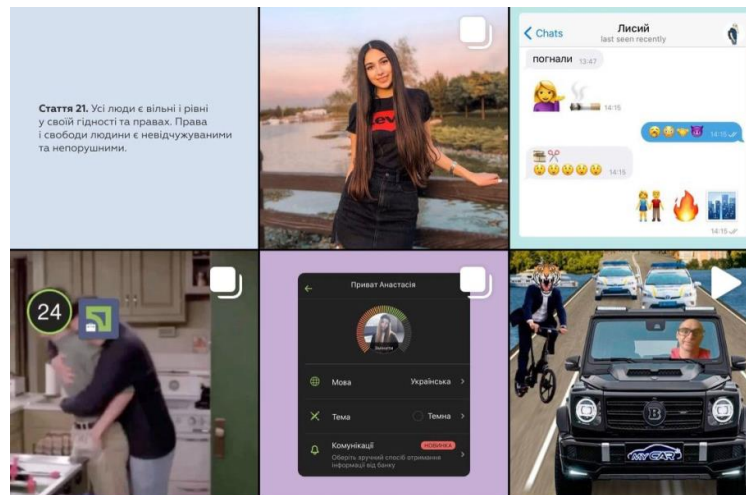 Стаття 21. Усі люди є вільні і рівні
у своїй гідності та правах. Права
і свободи людини є невідчужуваними
та непорушними.
Lev
Chats
Лисий
last seen recently
погнали 13:47
14:15
14:15
14:15
14:15
24
Приват Анастасія
Змінити
Мова
Українська
Тема
Темна
Комунікації
НОВИНКА
Оберіть зручний спосіб отримання
інформації від банку
B
MY CAR